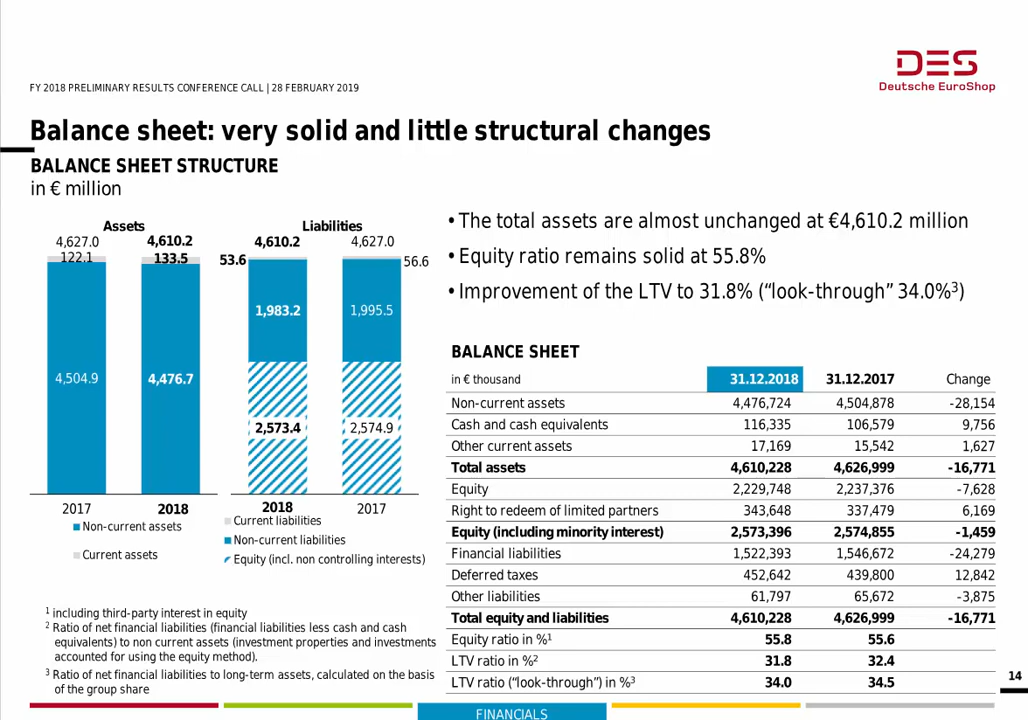 DES
Deutsche EuroShop
FY 2018 PRELIMINARY RESULTS CONFERENCE CALL | 28 FEBRUARY 2019
Balance sheet: very solid and little structural changes
BALANCE SHEET STRUCTURE
in € million
Assets Liabilities
4,627.0 4,610.2 4,610.2 4,627.0
122.1 133.5 53.6 56.6
1,983.2 1,995.5
4,504.9 4,476.7
2,573.4 2,574.9
2017 2018 2018 2017
Non-current assets
Current assets
Current liabilities
Non-current liabilities
Equity (incl. non controlling interests)
• The total assets are almost unchanged at €4,610.2 million
• Equity ratio remains solid at 55.8%
• Improvement of the LTV to 31.8% (“look-through” 34.0%³)
BALANCE SHEET
in € thousand 31.12.2018 31.12.2017 Change
Non-current assets 4,476,724 4,504,878 -28,154
Cash and cash equivalents 116,335 106,579 9,756
Other current assets 17,169 15,542 1,627
Total assets 4,610,228 4,626,999 -16,771
Equity 2,229,748 2,237,376 -7,628
Right to redeem of limited partners 343,648 337,479 6,169
Equity (including minority interest) 2,573,396 2,574,855 -1,459
Financial liabilities 1,522,393 1,546,672 -24,279
Deferred taxes 452,642 439,800 12,842
Other liabilities 61,797 65,672 -3,875
Total equity and liabilities 4,610,228 4,626,999 -16,771
Equity ratio in %¹ 55.8 55.6
LTV ratio in %² 31.8 32.4
LTV ratio (“look-through”) in %³ 34.0 34.5
¹ including third-party interest in equity
² Ratio of net financial liabilities (financial liabilities less cash and cash
equivalents) to non current assets (investment properties and investments
accounted for using the equity method).
³ Ratio of net financial liabilities to long-term assets, calculated on the basis
of the group share
14
FINANCIALS